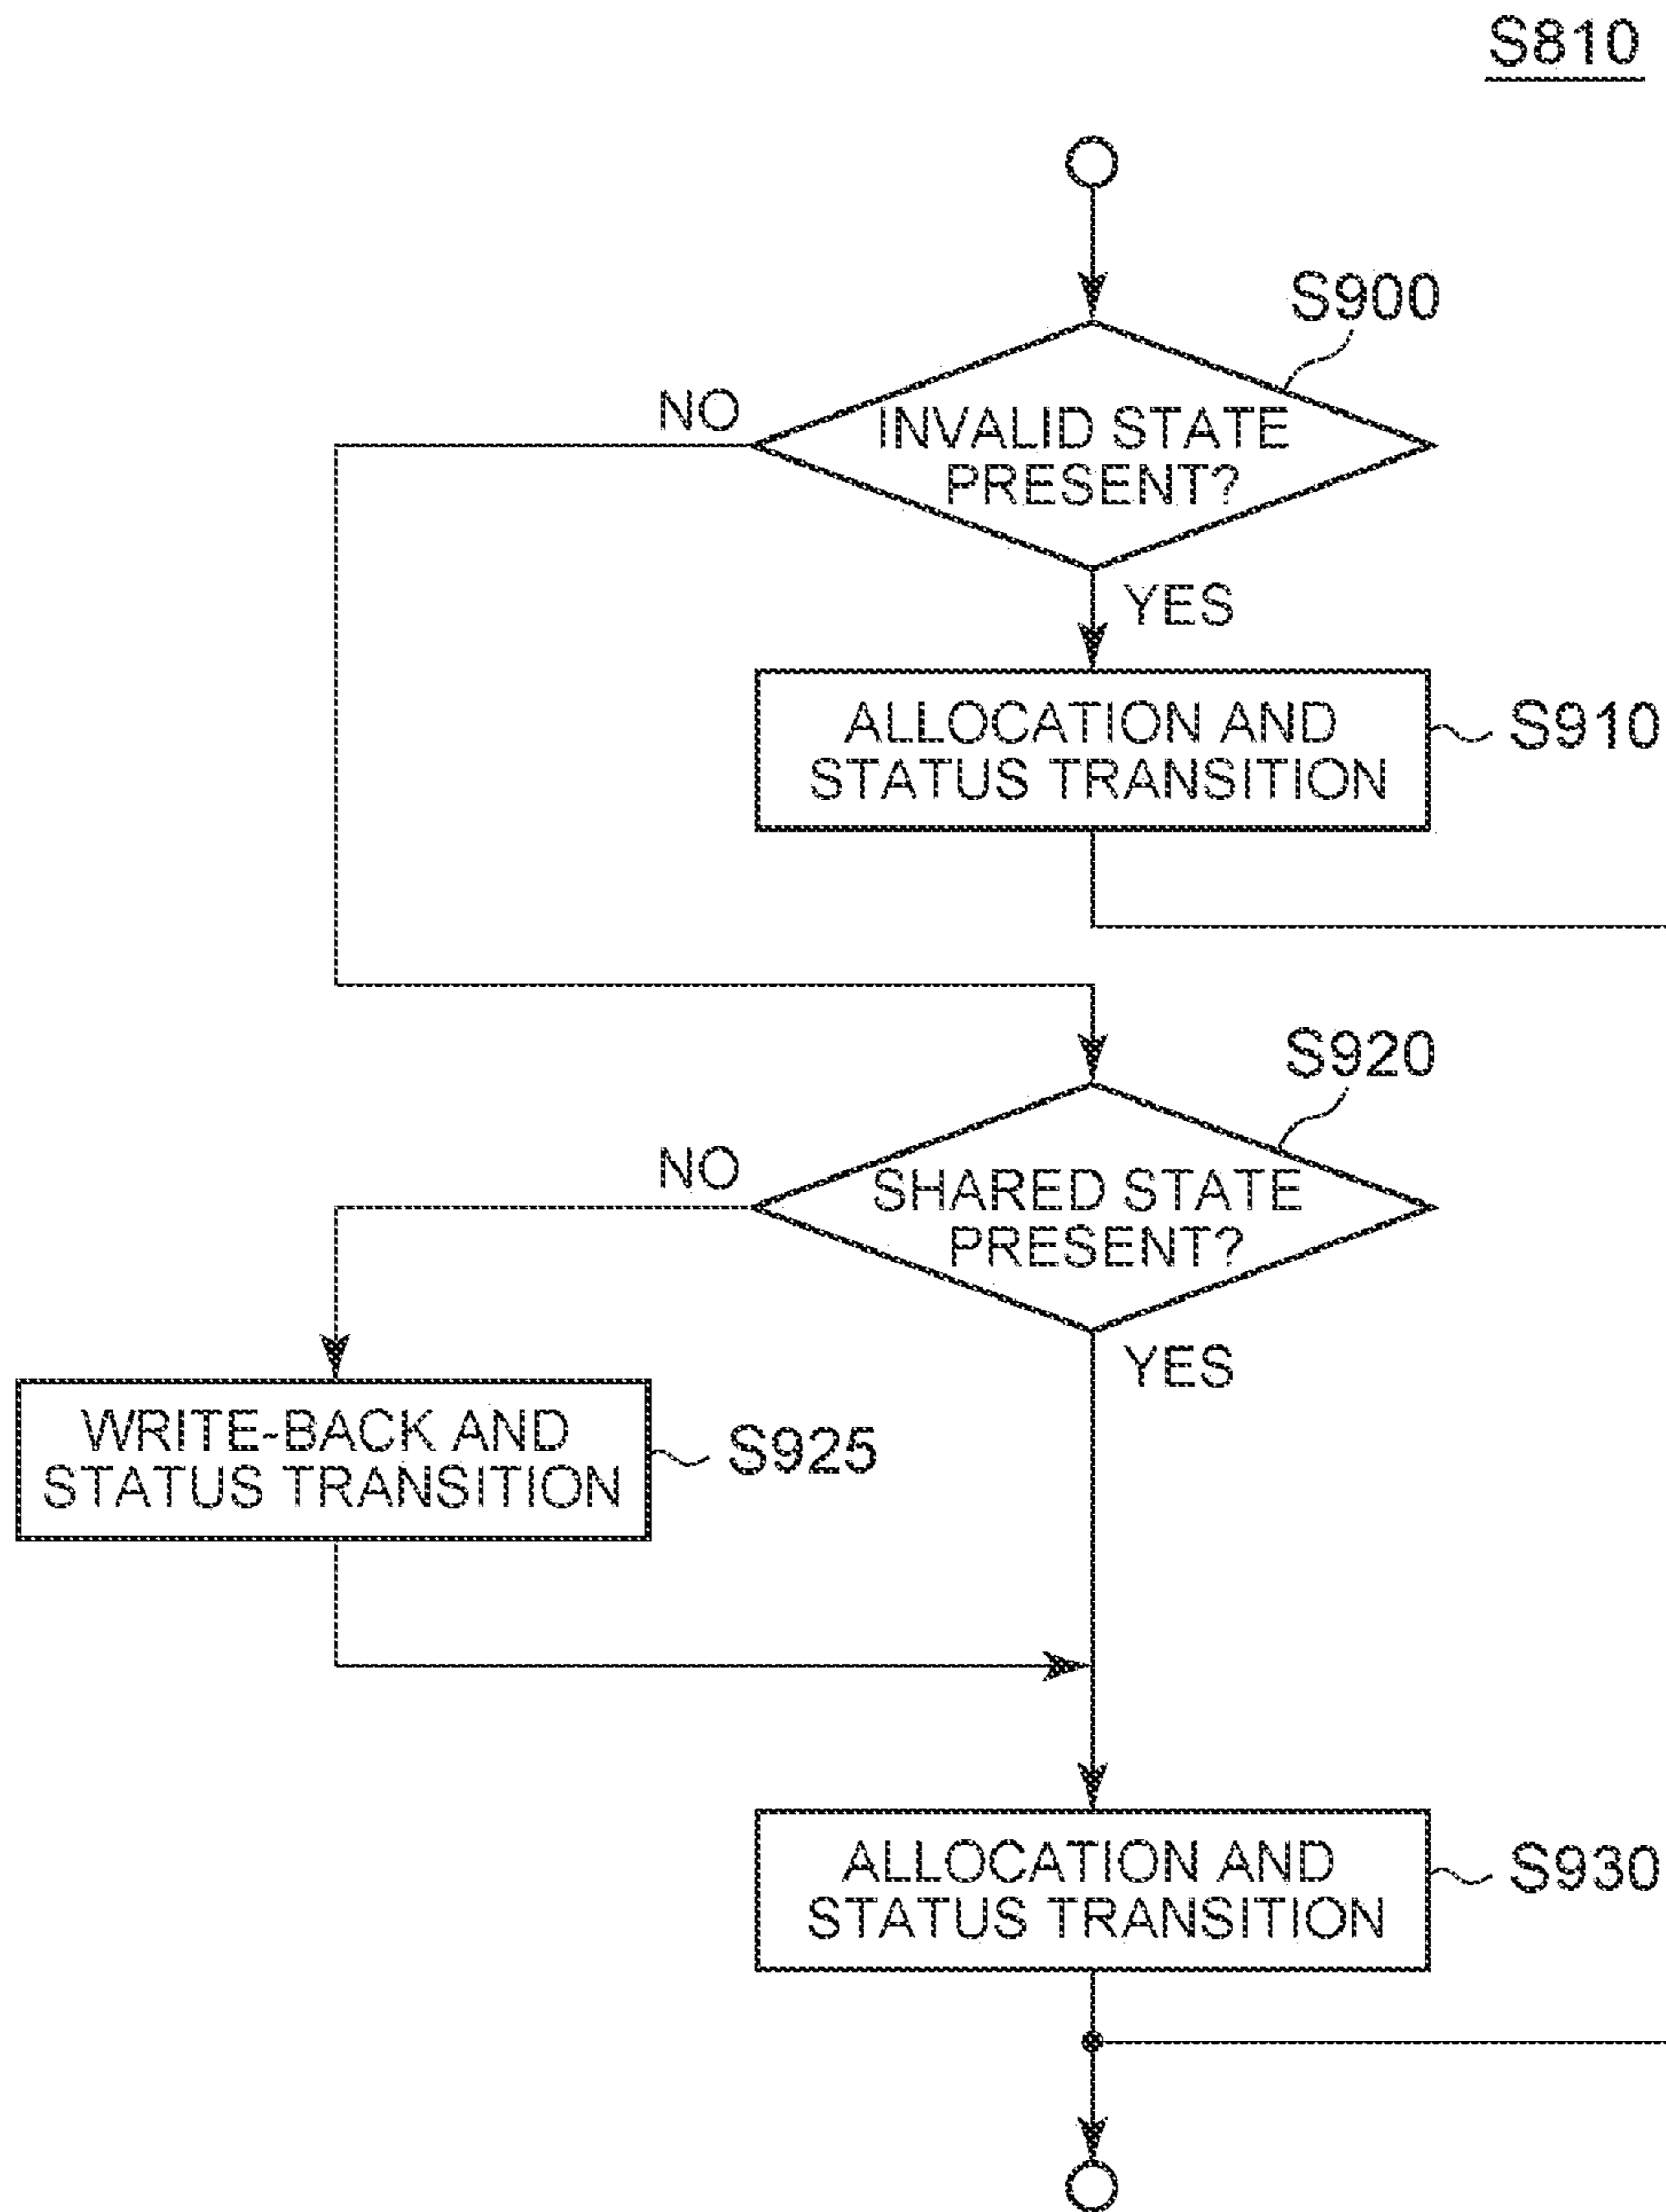 S810
S900
NO
INVALID STATE
PRESENT?
YES
ALLOCATION AND
STATUS TRANSITION
S910
S920
NO
SHARED STATE
PRESENT?
YES
WRITE-BACK AND
STATUS TRANSITION
S925
ALLOCATION AND
STATUS TRANSITION
S930